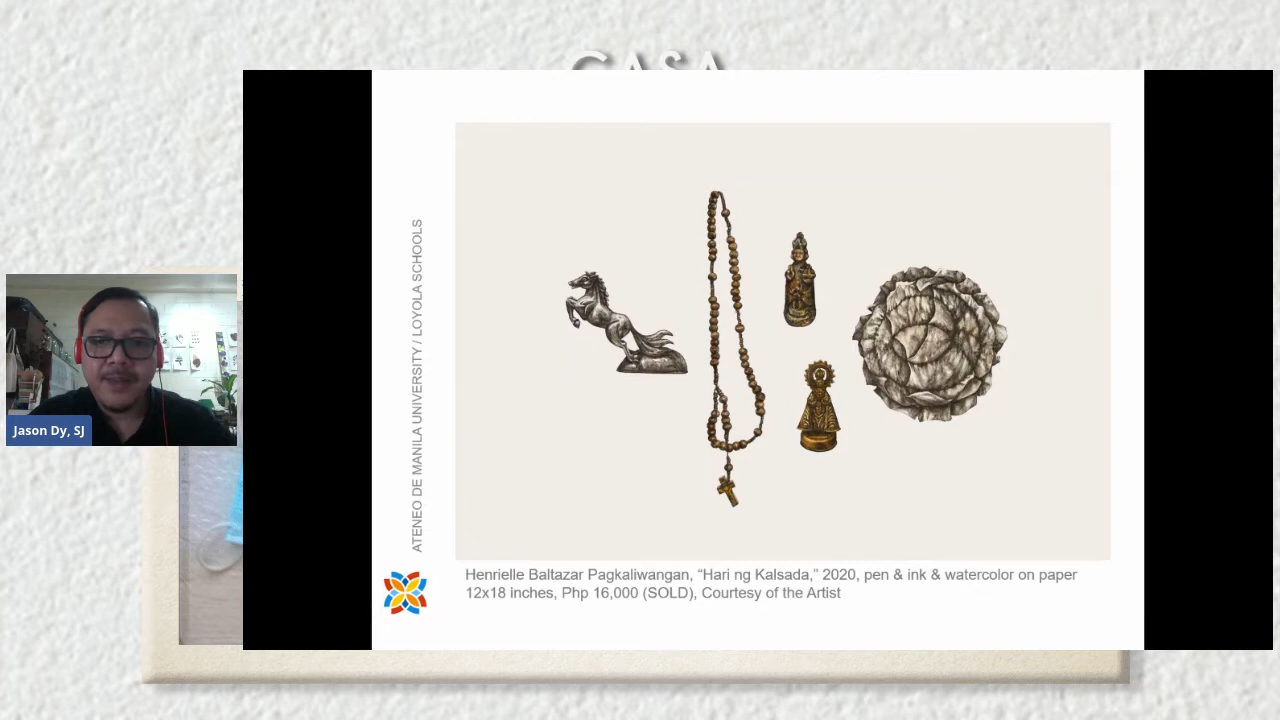 CASA
ATENEO DE MANILA UNIVERSITY / LOYOLA SCHOOLS
Jason Dy, SJ
Henrielle Baltazar Pagkaliwangan, “Hari ng Kalsada,” 2020, pen & ink & watercolor on paper
12x18 inches, Php 16,000 (SOLD), Courtesy of the Artist